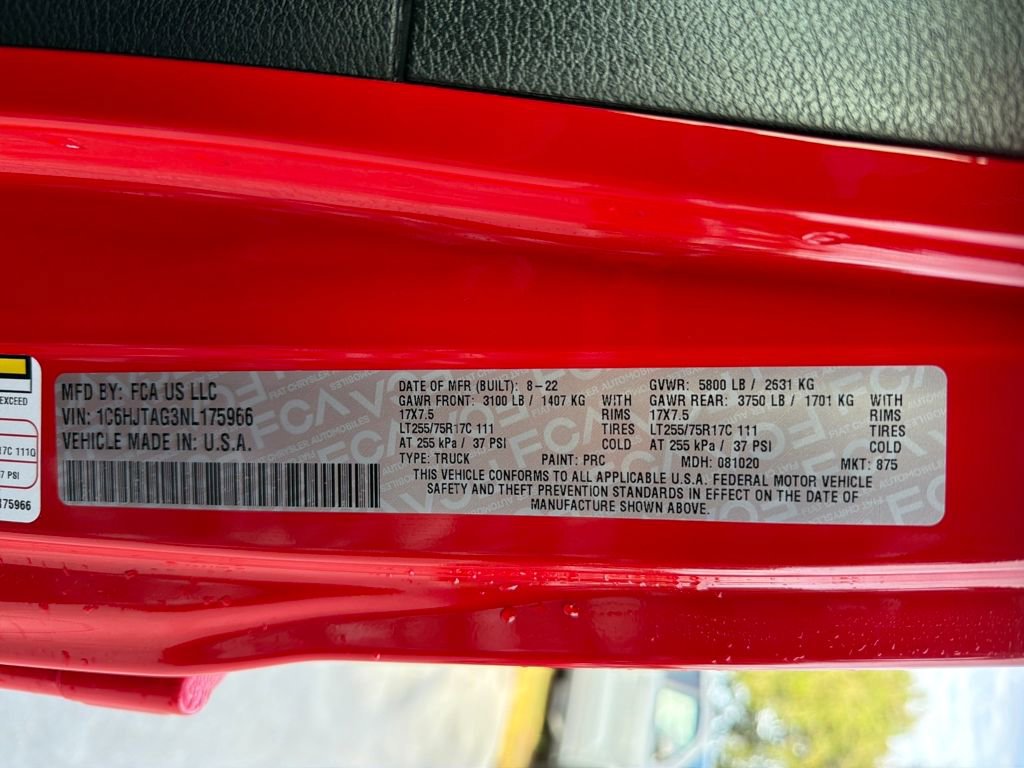 EXCEED
17C 111Q
37 PSI
175966
MFD BY: FCA US LLC
VIN: 1C6HJTAG3NL175966
VEHICLE MADE IN: U.S.A.
DATE OF MFR (BUILT): 8-22 GVWR: 5800 LB / 2631 KG
GAWR FRONT: 3100 LB / 1407 KG WITH GAWR REAR: 3750 LB / 1701 KG WITH
17X7.5 RIMS 17X7.5 RIMS
LT255/75R17C 111 TIRES LT255/75R17C 111 TIRES
AT 255 kPa / 37 PSI COLD AT 255 kPa / 37 PSI COLD
TYPE: TRUCK PAINT: PRC MDH: 081020 MKT: 875
THIS VEHICLE CONFORMS TO ALL APPLICABLE U.S.A. FEDERAL MOTOR VEHICLE
SAFETY AND THEFT PREVENTION STANDARDS IN EFFECT ON THE DATE OF
MANUFACTURE SHOWN ABOVE.